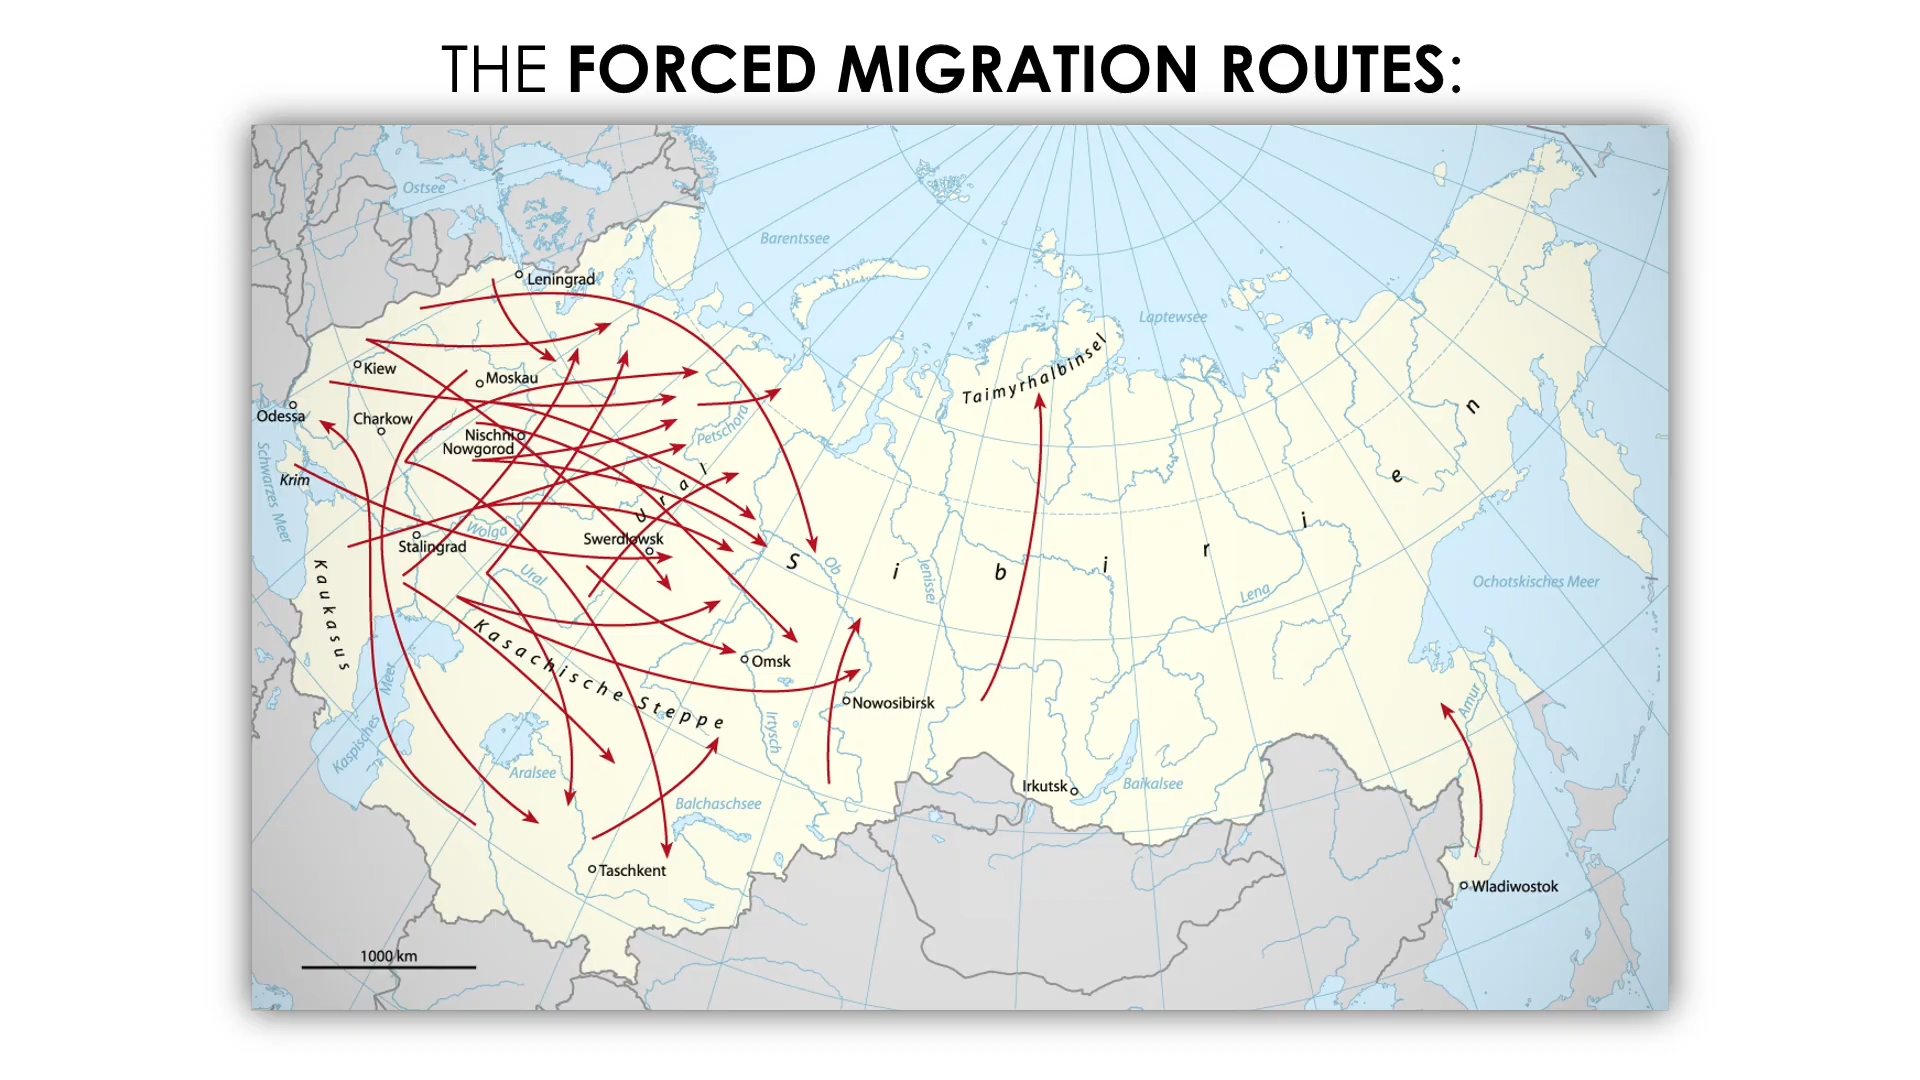 THE FORCED MIGRATION ROUTES:
Ostsee
Barentssee
Leningrad
Laptewsee
Taimyrhalbinsel
Kiew
Moskau
Odessa
Charkow
Petschora
Nischni
Nowgorod
Schwarzes Meer
Krim
Ural
Wolga
Swerdlowsk
Stalingrad
Sibirien
Ob
Jenissei
Lena
Ochotskisches Meer
Kaukasus
Ural
Kasachische Steppe
Omsk
Kaspisches Meer
Irtysch
Nowosibirsk
Amur
Aralsee
Irkutsk
Baikalsee
Balchaschsee
Taschkent
Wladiwostok
1000 km